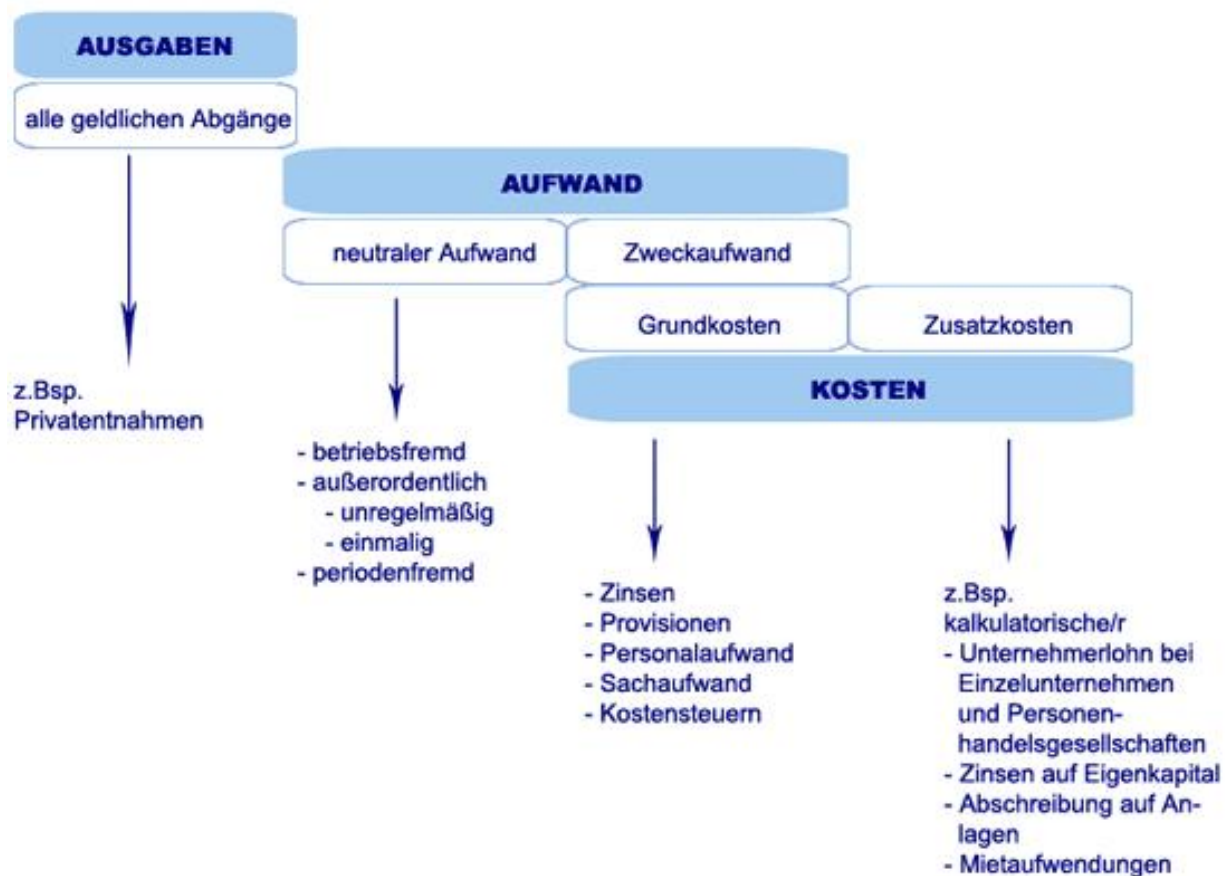 AUSGABEN
alle geldlichen Abgänge
z.Bsp.
Privatentnahmen
AUFWAND
neutraler Aufwand
Zweckaufwand
Grundkosten
Zusatzkosten
KOSTEN
- betriebsfremd
- außerordentlich
- unregelmäßig
- einmalig
- periodenfremd
- Zinsen
- Provisionen
- Personalaufwand
- Sachaufwand
- Kostensteuern
z.Bsp.
kalkulatorische/r
- Unternehmerlohn bei
Einzelunternehmen
und Personen-
handelsgesellschaften
- Zinsen auf Eigenkapital
- Abschreibung auf An-
lagen
- Mietaufwendungen